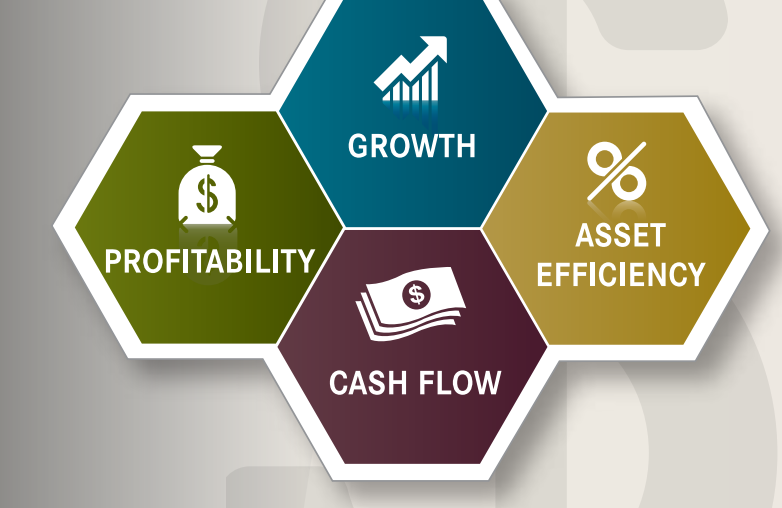 GROWTH
PROFITABILITY
ASSET
EFFICIENCY
CASH FLOW